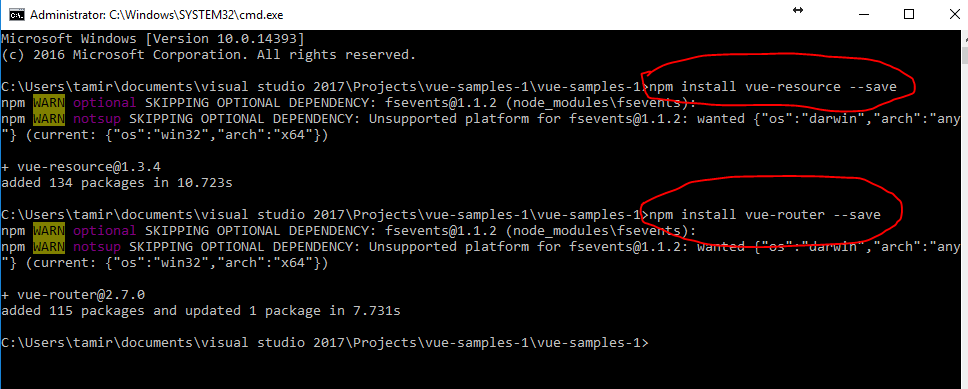 Administrator: C:\Windows\SYSTEM32\cmd.exe
Microsoft Windows [Version 10.0.14393]
(c) 2016 Microsoft Corporation. All rights reserved.
C:\Users\tamir\documents\visual studio 2017\Projects\vue-samples-1\vue-samples-1>npm install vue-resource --save
npm WARN optional SKIPPING OPTIONAL DEPENDENCY: fsevents@1.1.2 (node_modules\fsevents):
npm WARN notsup SKIPPING OPTIONAL DEPENDENCY: Unsupported platform for fsevents@1.1.2: wanted {"os":"darwin","arch":"any
"} (current: {"os":"win32","arch":"x64"})
+ vue-resource@1.3.4
added 134 packages in 10.723s
C:\Users\tamir\documents\visual studio 2017\Projects\vue-samples-1\vue-samples-1>npm install vue-router --save
npm WARN optional SKIPPING OPTIONAL DEPENDENCY: fsevents@1.1.2 (node_modules\fsevents):
npm WARN notsup SKIPPING OPTIONAL DEPENDENCY: Unsupported platform for fsevents@1.1.2: wanted {"os":"darwin","arch":"any
"} (current: {"os":"win32","arch":"x64"})
+ vue-router@2.7.0
added 115 packages and updated 1 package in 7.731s
C:\Users\tamir\documents\visual studio 2017\Projects\vue-samples-1\vue-samples-1>